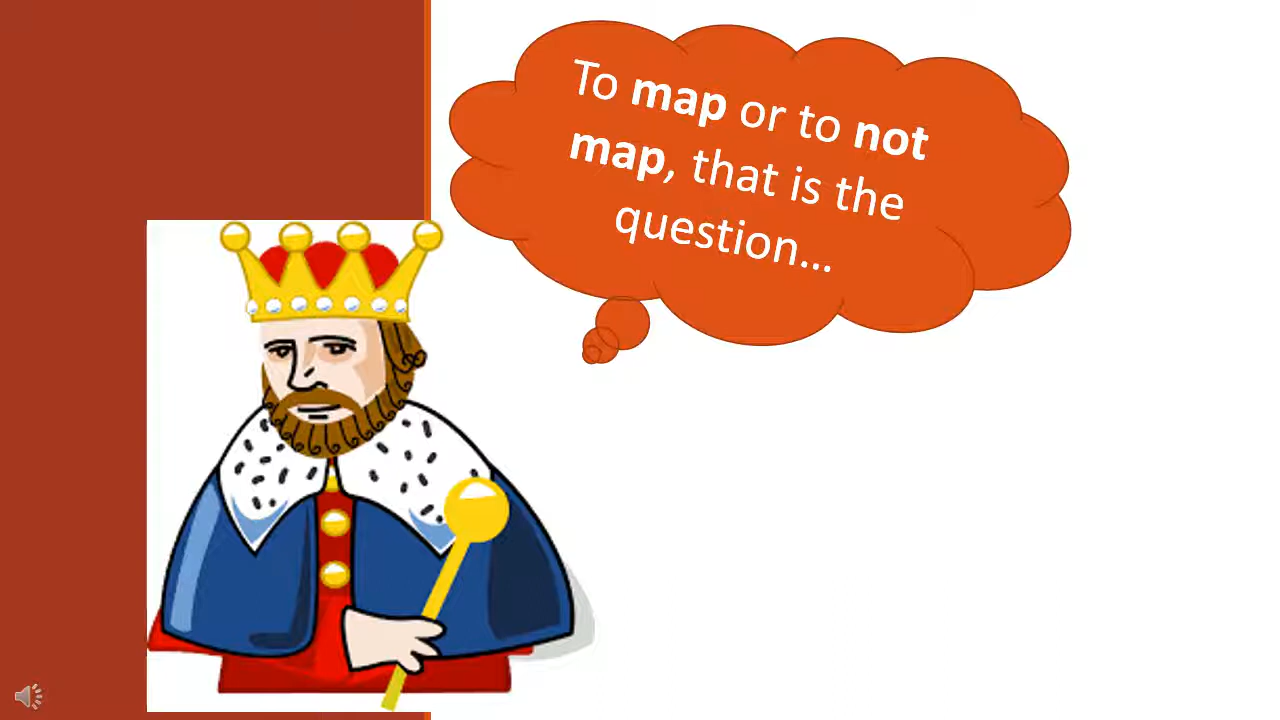 To map or to not
map, that is the
question...